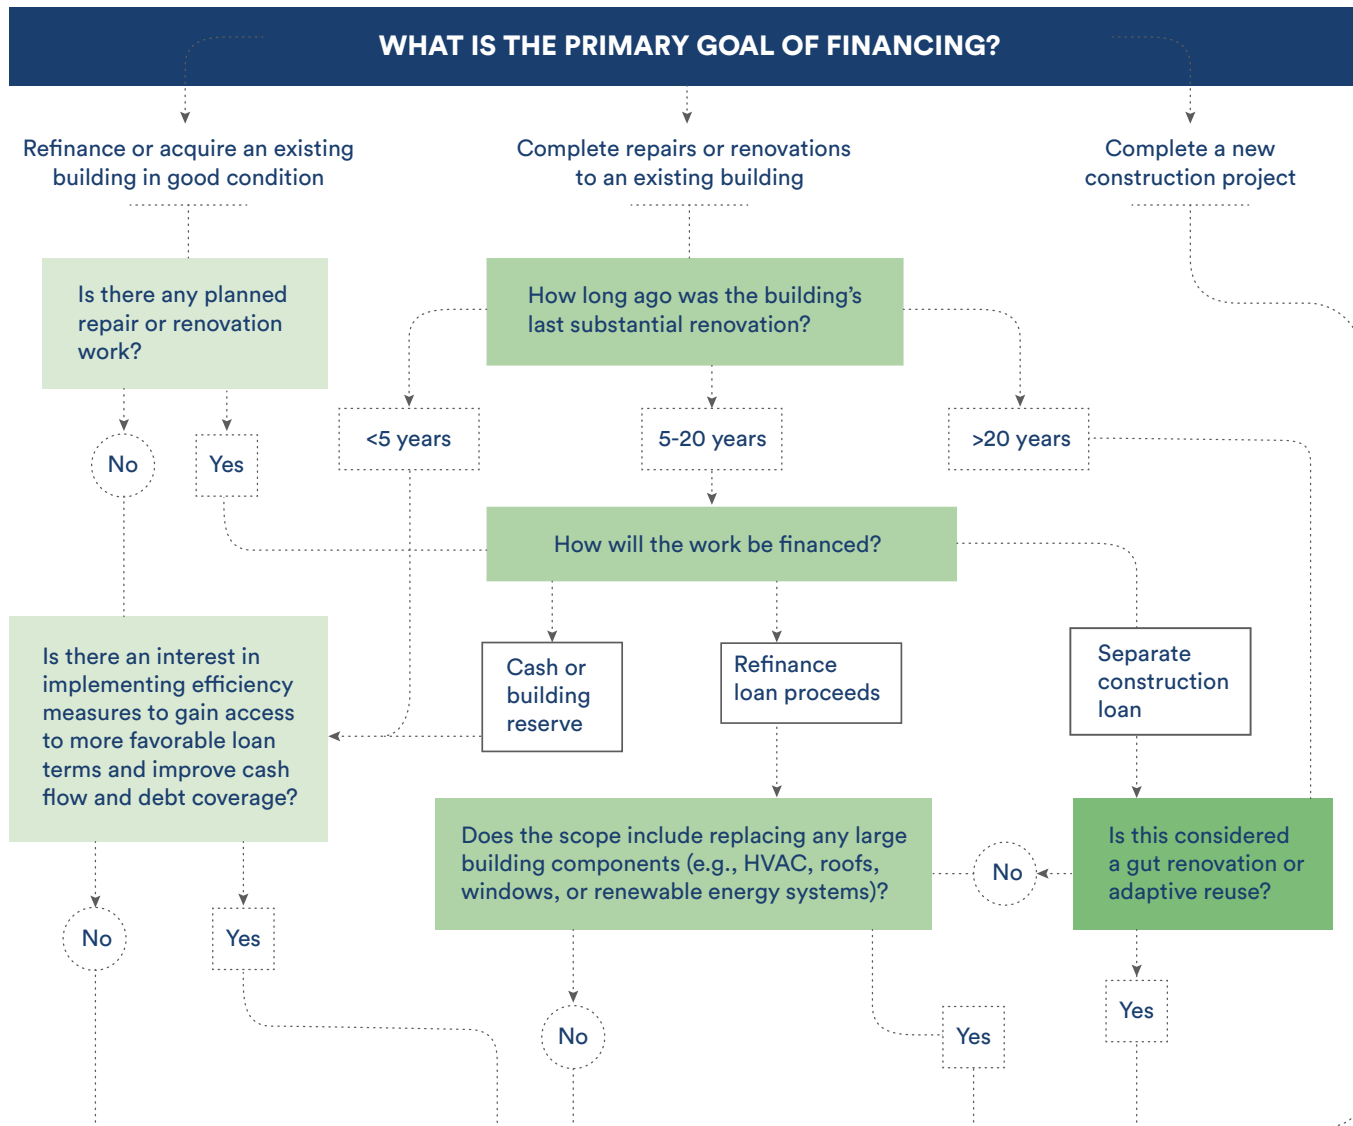 WHAT IS THE PRIMARY GOAL OF FINANCING?
Refinance or acquire an existing
building in good condition
Complete repairs or renovations
to an existing building
Complete a new
construction project
Is there any planned
repair or renovation
work?
How long ago was the building’s
last substantial renovation?
No
Yes
<5 years
5-20 years
>20 years
How will the work be financed?
Is there an interest in
implementing efficiency
measures to gain access
to more favorable loan
terms and improve cash
flow and debt coverage?
Cash or
building
reserve
Refinance
loan proceeds
Separate
construction
loan
Does the scope include replacing any large
building components (e.g., HVAC, roofs,
windows, or renewable energy systems)?
No
Is this considered
a gut renovation or
adaptive reuse?
No
Yes
No
Yes
Yes